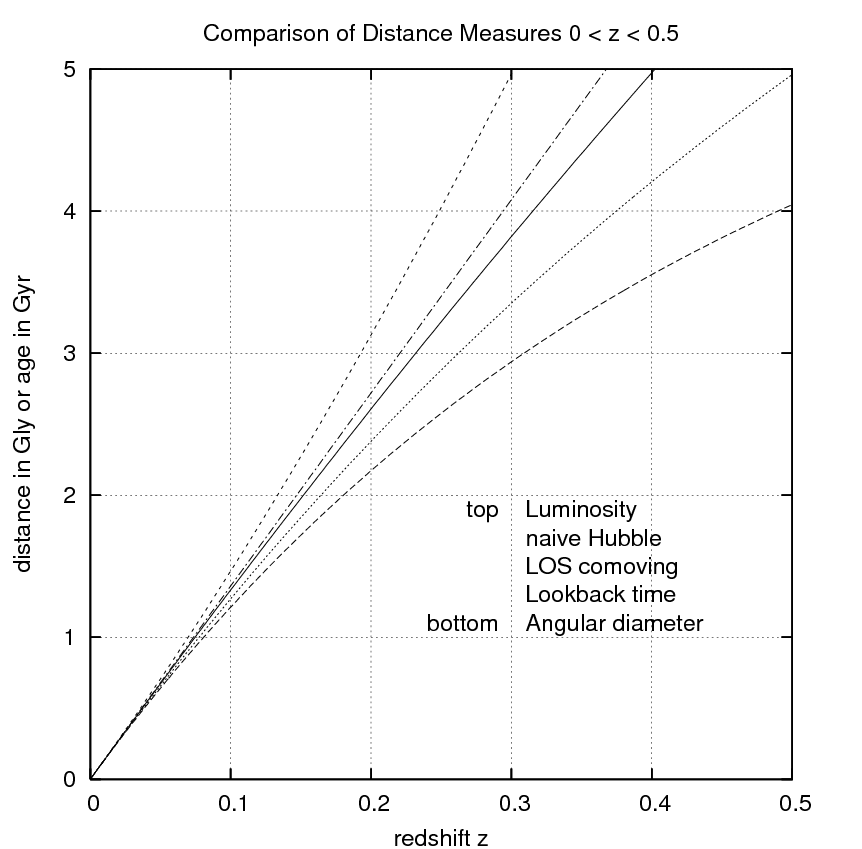 Comparison of Distance Measures 0 < z < 0.5
5
4
3
2
1
0
distance in Gly or age in Gyr
top Luminosity
naive Hubble
LOS comoving
Lookback time
bottom Angular diameter
0 0.1 0.2 0.3 0.4 0.5
redshift z